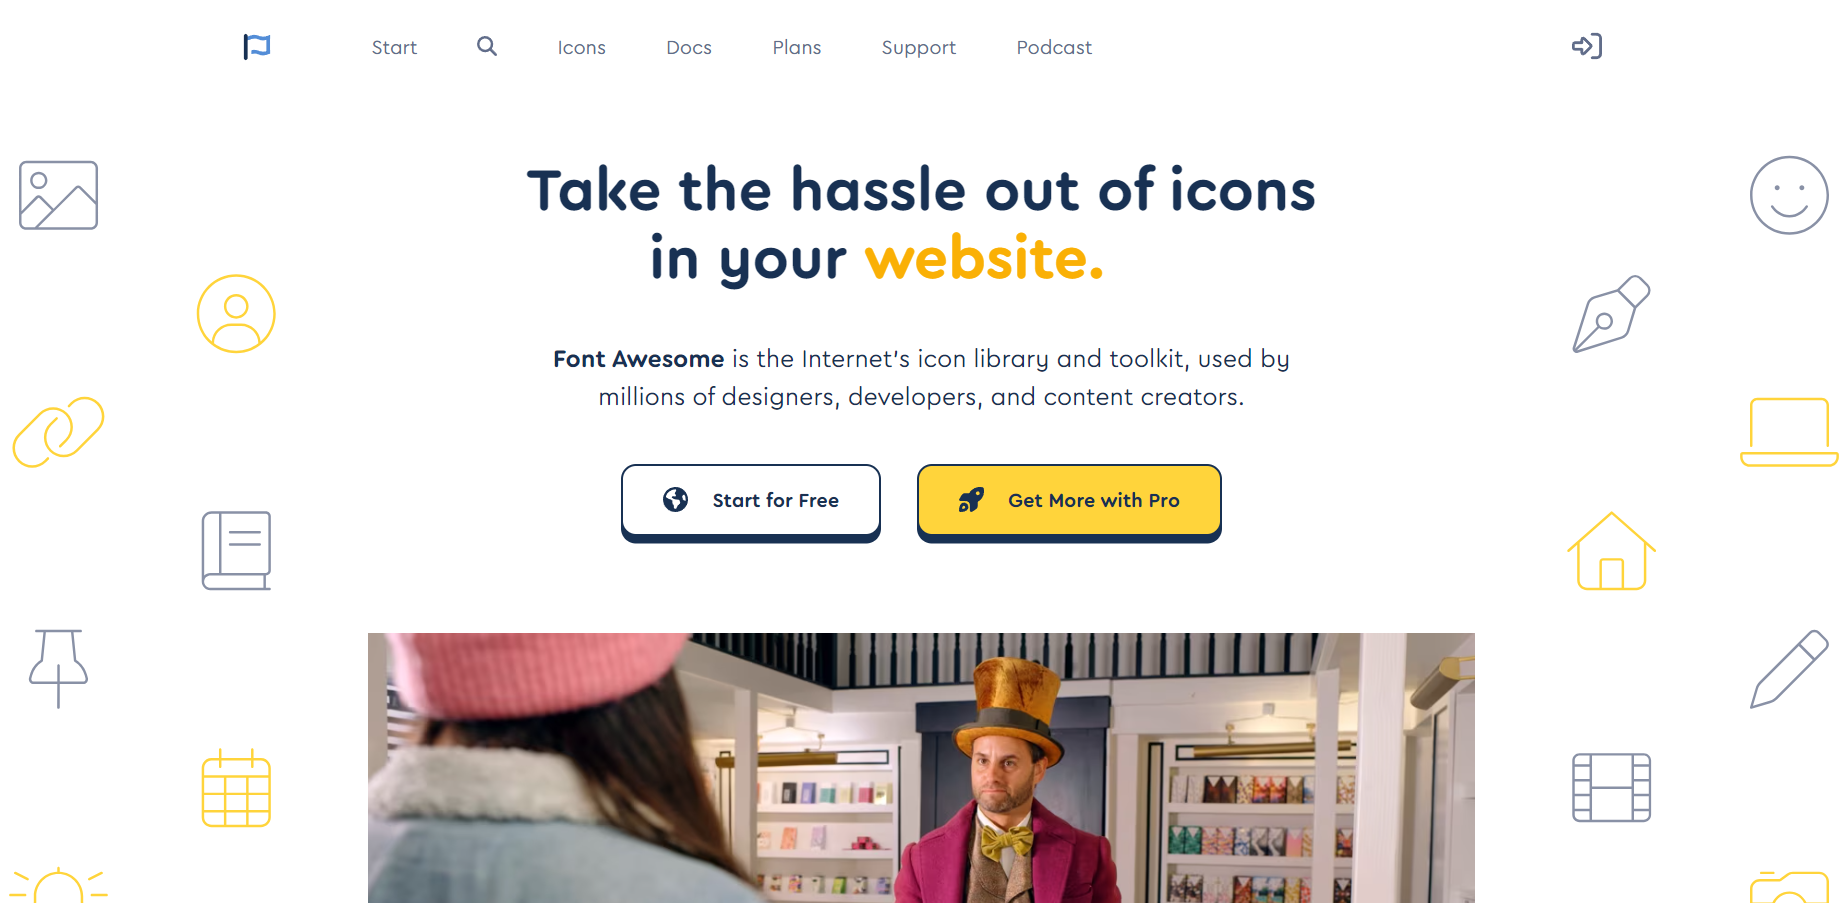 Start Icons Docs Plans Support Podcast
Take the hassle out of icons
in your website.
Font Awesome is the Internet's icon library and toolkit, used by
millions of designers, developers, and content creators.
Start for Free
Get More with Pro